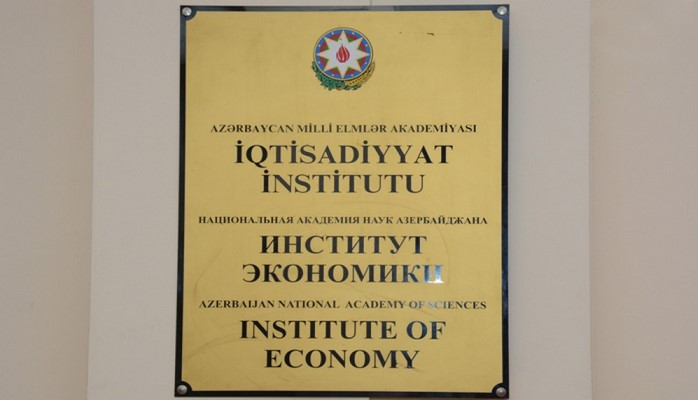 AZƏRBAYCAN MİLLİ ELMLƏR AKADEMİYASI
İQTİSADİYYAT
İNSTİTUTU
НАЦИОНАЛЬНАЯ АКАДЕМИЯ НАУК АЗЕРБАЙДЖАНА
ИНСТИТУТ
ЭКОНОМИКИ
AZERBAIJAN NATIONAL ACADEMY OF SCIENCES
INSTITUTE OF
ECONOMY